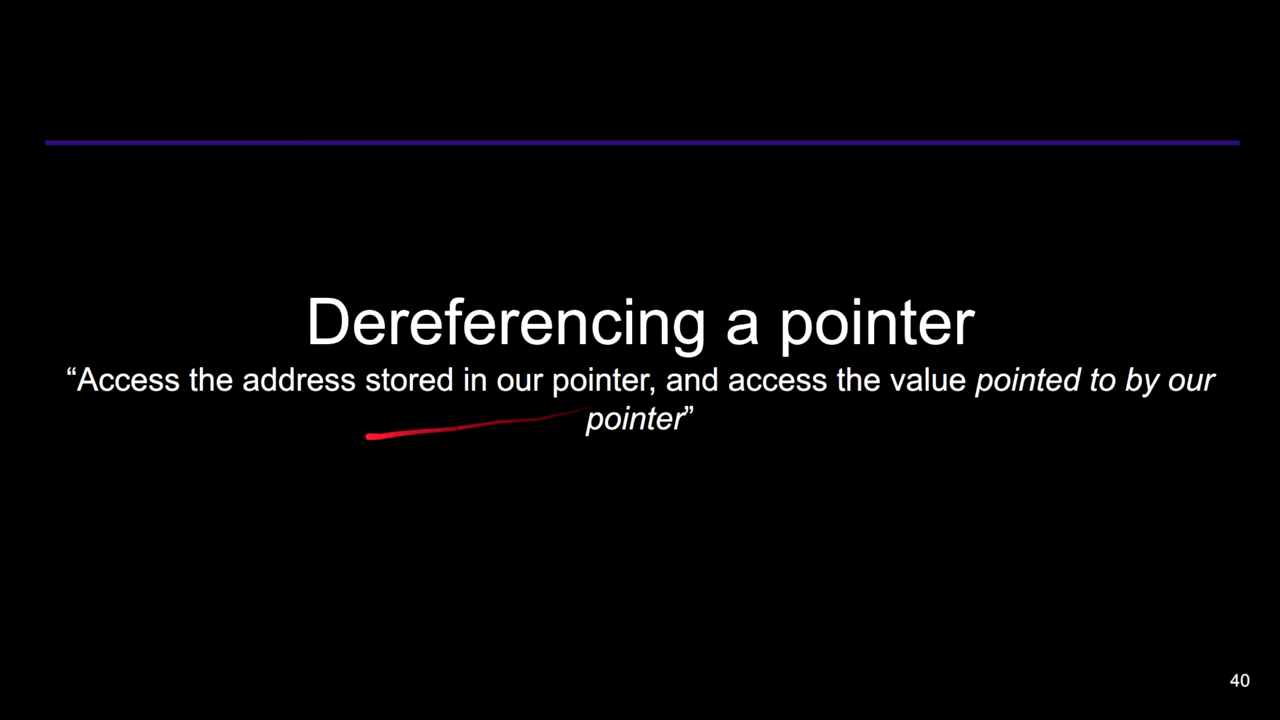 Dereferencing a pointer
“Access the address stored in our pointer, and access the value pointed to by our
pointer”
40